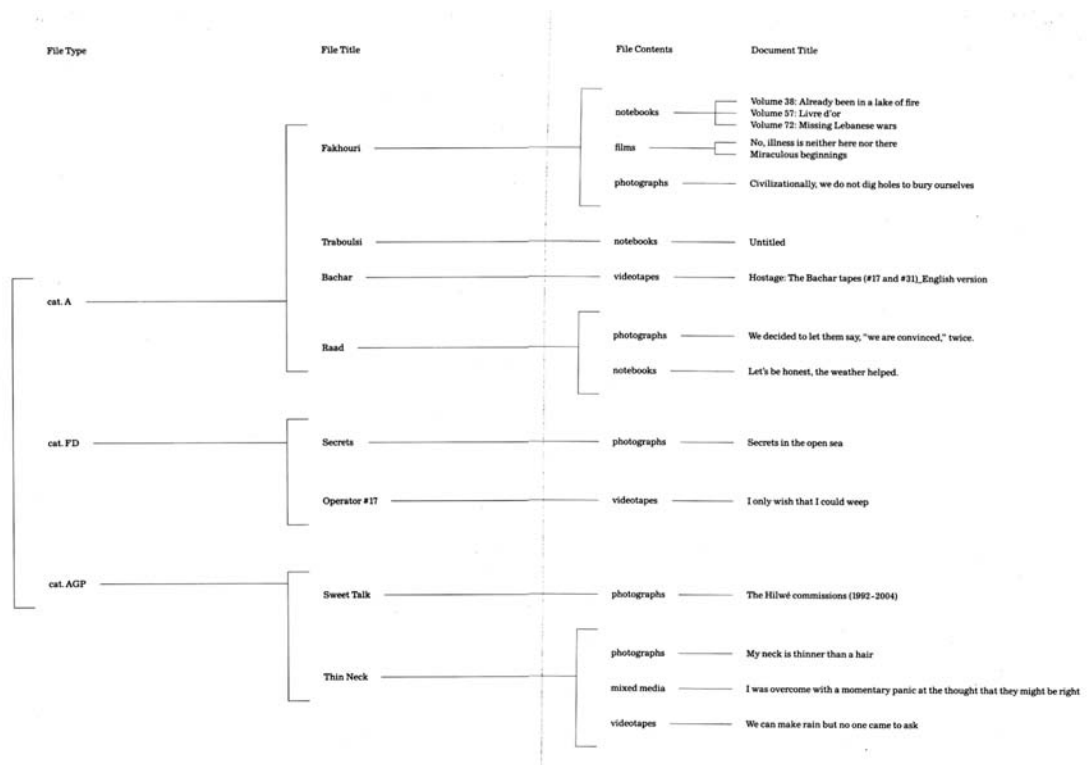 File Type
File Title
File Contents
Document Title
cat. A
Fakhouri
notebooks
Volume 38: Already been in a lake of fire
Volume 57: Livre d'or
Volume 72: Missing Lebanese wars
films
No, illness is neither here nor there
Miraculous beginnings
photographs
Civilizationally, we do not dig holes to bury ourselves
Traboulsi
notebooks
Untitled
Bachar
videotapes
Hostage: The Bachar tapes (#17 and #31)_English version
Raad
photographs
We decided to let them say, "we are convinced," twice.
notebooks
Let's be honest, the weather helped.
cat. FD
Secrets
photographs
Secrets in the open sea
Operator #17
videotapes
I only wish that I could weep
cat. AGP
Sweet Talk
photographs
The Hilwé commissions (1992–2004)
Thin Neck
photographs
My neck is thinner than a hair
mixed media
I was overcome with a momentary panic at the thought that they might be right
videotapes
We can make rain but no one came to ask